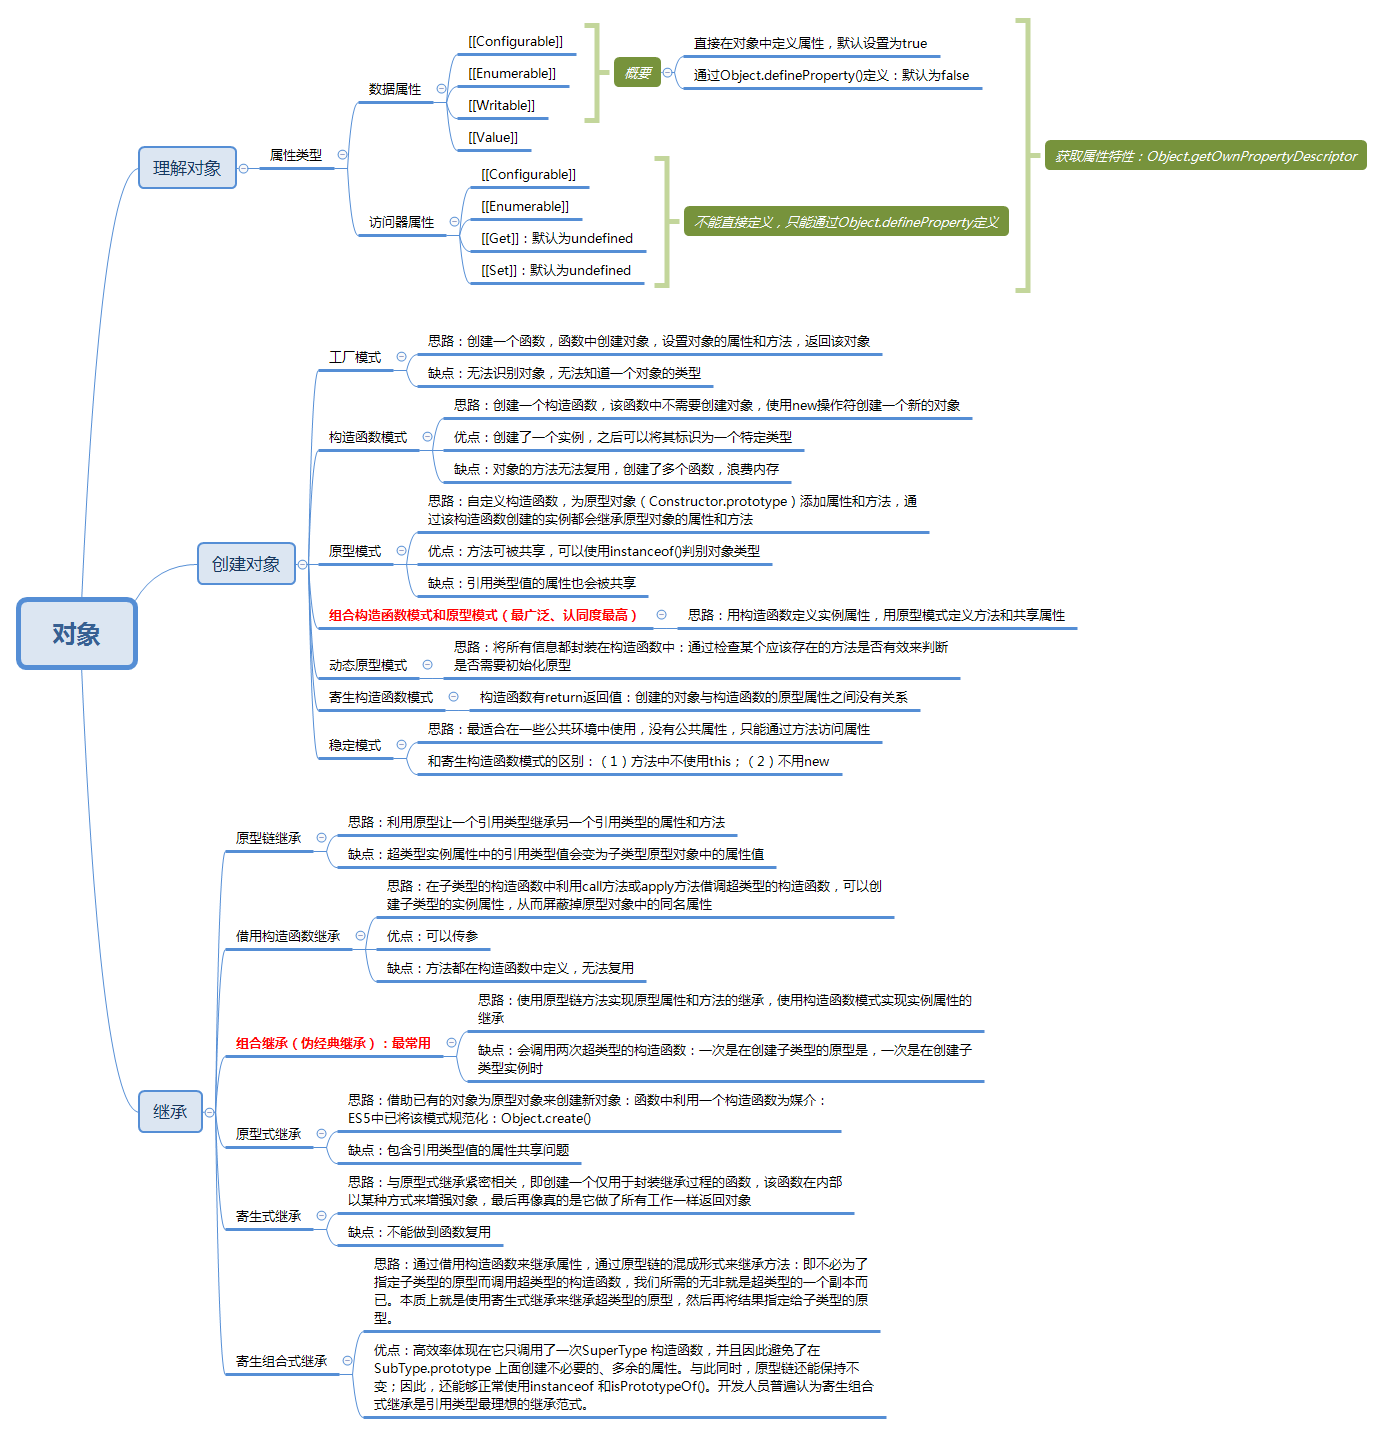 对象
理解对象
属性类型
数据属性
[[Configurable]]
[[Enumerable]]
[[Writable]]
[[Value]]
概要
直接在对象中定义属性，默认设置为true
通过Object.defineProperty()定义：默认为false
访问器属性
[[Configurable]]
[[Enumerable]]
[[Get]]：默认为undefined
[[Set]]：默认为undefined
不能直接定义，只能通过Object.defineProperty定义
获取属性特性：Object.getOwnPropertyDescriptor
创建对象
工厂模式
思路：创建一个函数，函数中创建对象，设置对象的属性和方法，返回该对象
缺点：无法识别对象，无法知道一个对象的类型
构造函数模式
思路：创建一个构造函数，该函数中不需要创建对象，使用new操作符创建一个新的对象
优点：创建了一个实例，之后可以将其标识为一个特定类型
缺点：对象的方法无法复用，创建了多个函数，浪费内存
原型模式
思路：自定义构造函数，为原型对象（Constructor.prototype）添加属性和方法，通
过该构造函数创建的实例都会继承原型对象的属性和方法
优点：方法可被共享，可以使用instanceof()判别对象类型
缺点：引用类型值的属性也会被共享
组合构造函数模式和原型模式（最广泛、认同度最高）
思路：用构造函数定义实例属性，用原型模式定义方法和共享属性
动态原型模式
思路：将所有信息都封装在构造函数中；通过检查某个应该存在的方法是否有效来判断
是否需要初始化原型
寄生构造函数模式
构造函数有return返回值；创建的对象与构造函数的原型属性之间没有关系
稳定模式
思路：最适合在一些公共环境中使用，没有公共属性，只能通过方法访问属性
和寄生构造函数模式的区别：（1）方法中不使用this；（2）不用new
继承
原型链继承
思路：利用原型让一个引用类型继承另一个引用类型的属性和方法
缺点：超类型实例属性中的引用类型值会变为子类型原型对象中的属性值
借用构造函数继承
思路：在子类型的构造函数中利用call方法或apply方法借调超类型的构造函数，可以创
建子类型的实例属性，从而屏蔽掉原型对象中的同名属性
优点：可以传参
缺点：方法都在构造函数中定义，无法复用
组合继承（伪经典继承）：最常用
思路：使用原型链方法实现原型属性和方法的继承，使用构造函数模式实现实例属性的
继承
缺点：会调用两次超类型的构造函数：一次是在创建子类型的原型是，一次是在创建子
类型实例时
原型式继承
思路：借助已有的对象为原型对象来创建新对象；函数中利用一个构造函数为媒介；
ES5中已将该模式规范化：Object.create()
缺点：包含引用类型值的属性共享问题
寄生式继承
思路：与原型式继承紧密相关，即创建一个仅用于封装继承过程的函数，该函数在内部
以某种方式来增强对象，最后再像真的是它做了所有工作一样返回对象
缺点：不能做到函数复用
寄生组合式继承
思路：通过借用构造函数来继承属性，通过原型链的混成形式来继承方法；即不必为了
指定子类型的原型而调用超类型的构造函数，我们所需的无非就是超类型的一个副本而
已。本质上就是使用寄生式继承来继承超类型的原型，然后再将结果指定给子类型的原
型。
优点：高效率体现在它只调用了一次SuperType 构造函数，并且因此避免了在
SubType.prototype 上面创建不必要的、多余的属性。与此同时，原型链还能保持不
变；因此，还能够正常使用instanceof 和isPrototypeOf()。开发人员普遍认为寄生组合
式继承是引用类型最理想的继承范式。